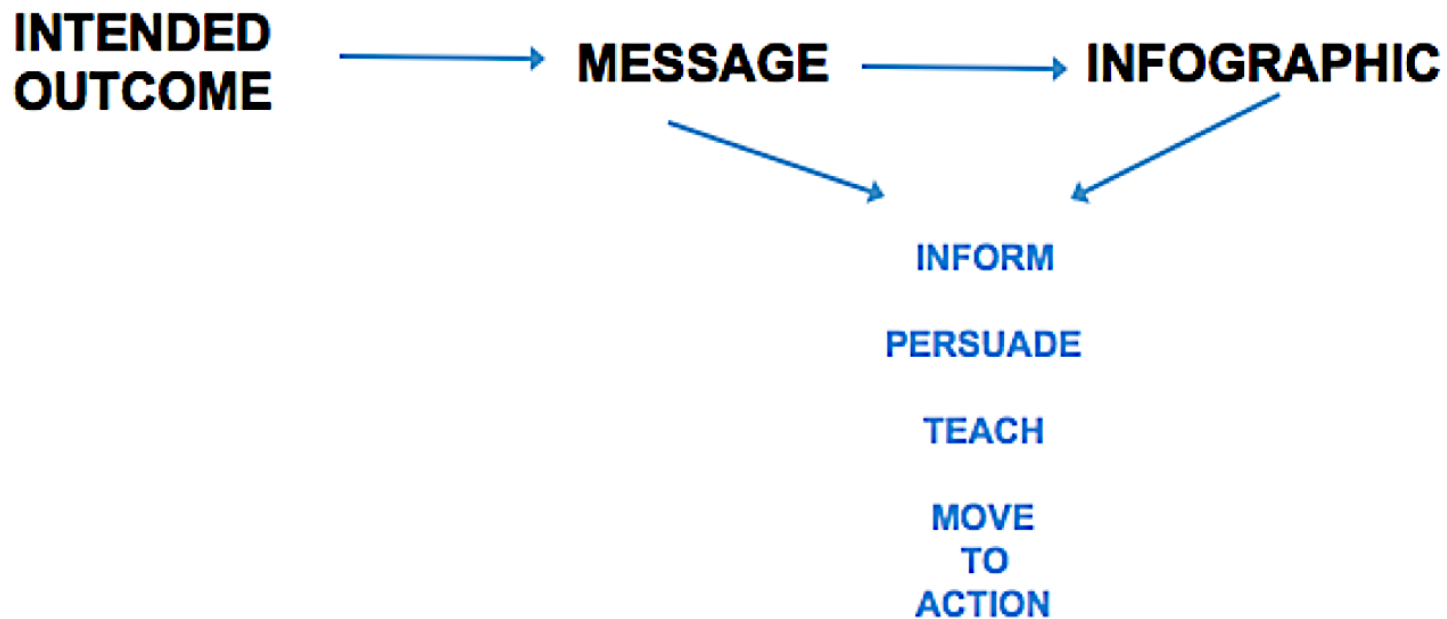 INTENDED
OUTCOME
MESSAGE
INFOGRAPHIC
INFORM
PERSUADE
TEACH
MOVE
TO
ACTION